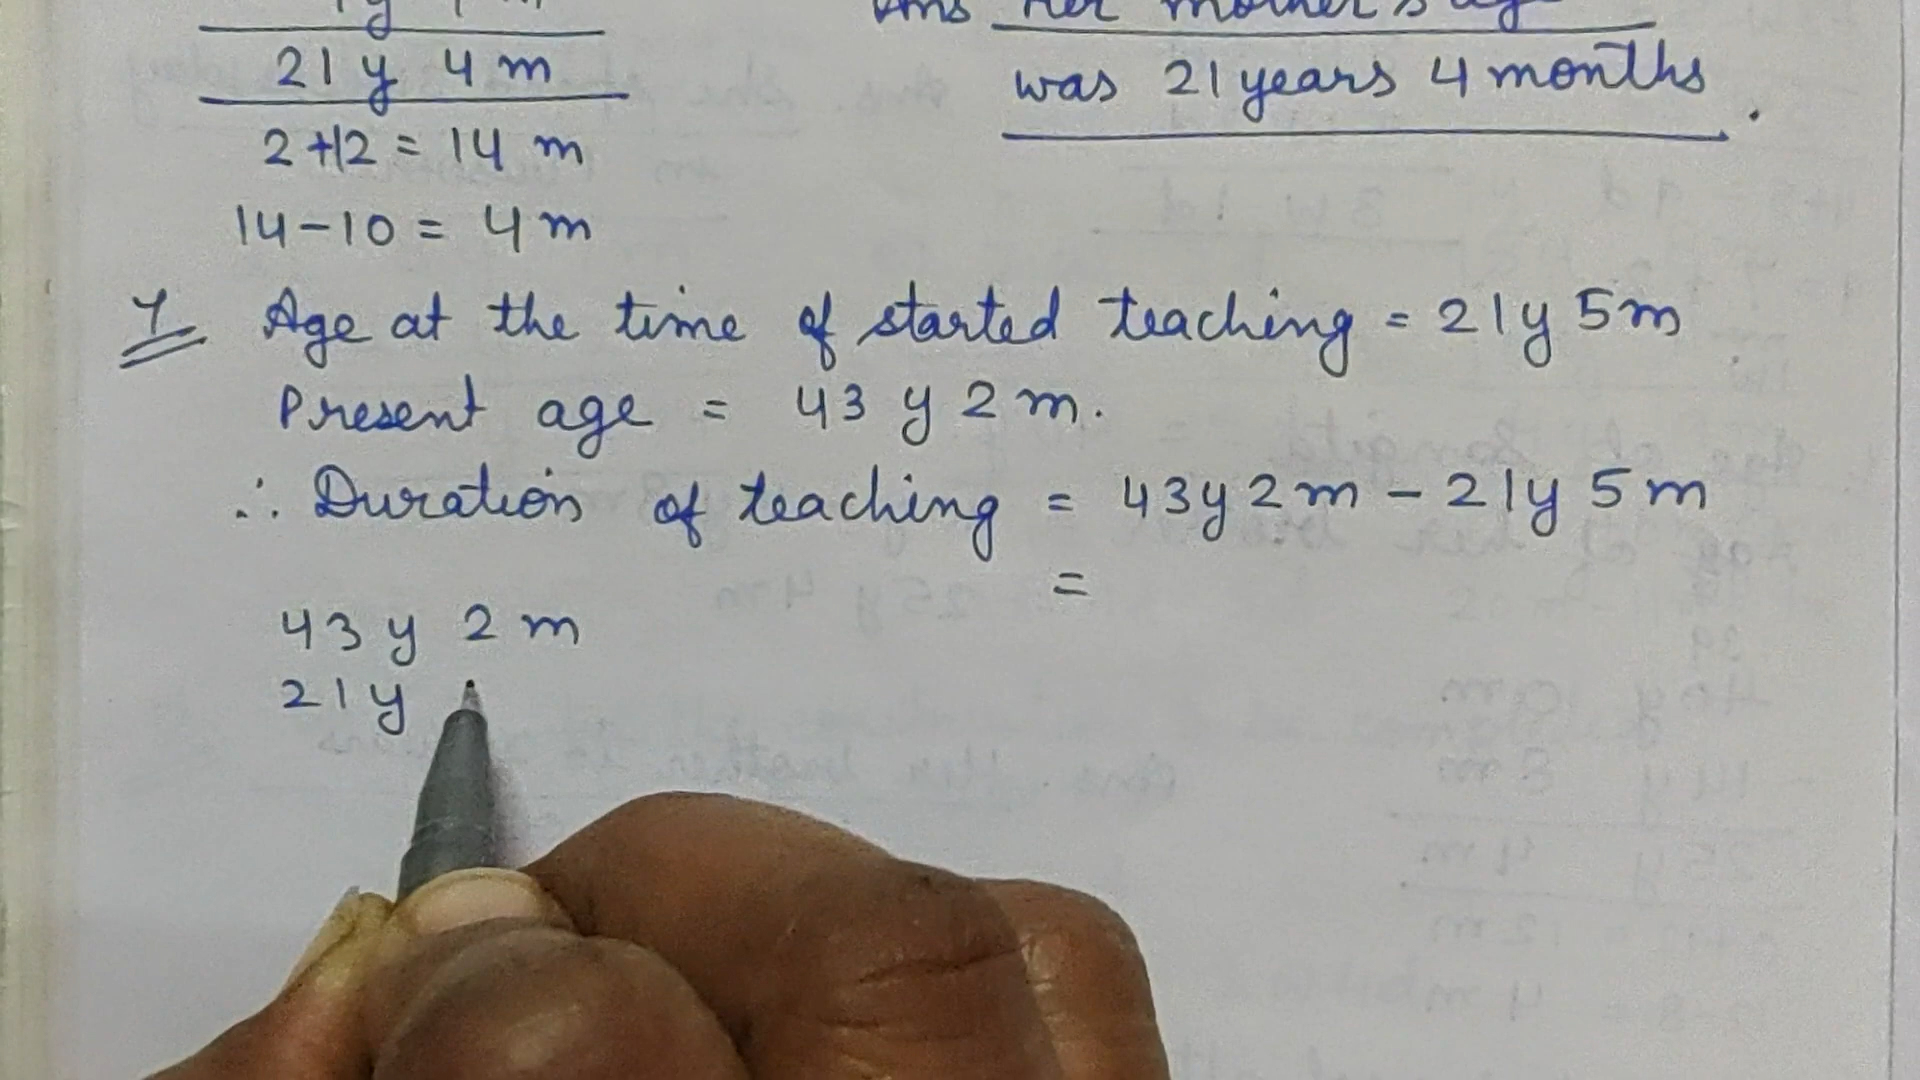 21 y 4 m
was 21 years 4 months.
2+12 = 14 m
14-10 = 4 m
7 Age at the time of started teaching = 21y 5m
Present age = 43 y 2 m.
∴ Duration of teaching = 43y 2m - 21y 5m
=
43 y 2 m
21 y